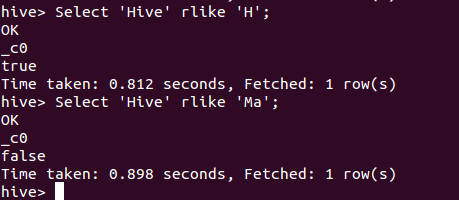 hive> Select 'Hive' rlike 'H';
OK
_c0
true
Time taken: 0.812 seconds, Fetched: 1 row(s)
hive> Select 'Hive' rlike 'Ma';
OK
_c0
false
Time taken: 0.898 seconds, Fetched: 1 row(s)
hive>